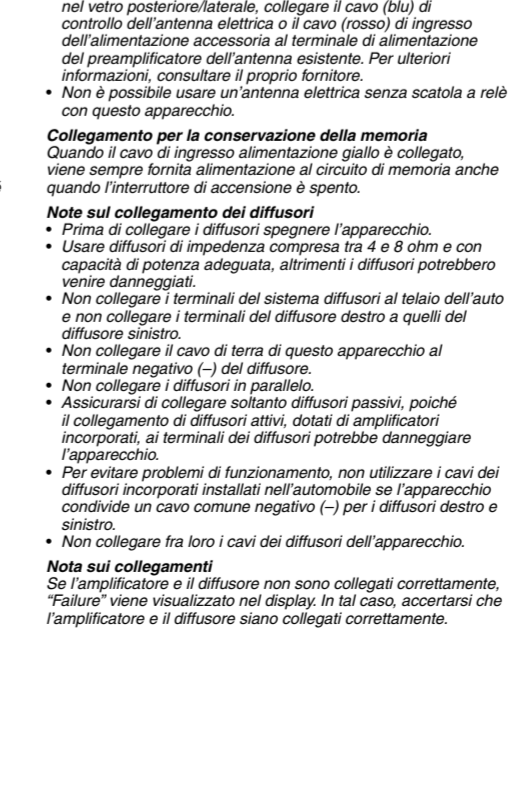 nel vetro posteriore/laterale, collegare il cavo (blu) di
controllo dell'antenna elettrica o il cavo (rosso) di ingresso
dell'alimentazione accessoria al terminale di alimentazione
del preamplificatore dell'antenna esistente. Per ulteriori
informazioni, consultare il proprio fornitore.
• Non è possibile usare un'antenna elettrica senza scatola a relè
con questo apparecchio.
Collegamento per la conservazione della memoria
Quando il cavo di ingresso alimentazione giallo è collegato,
viene sempre fornita alimentazione al circuito di memoria anche
quando l'interruttore di accensione è spento.
Note sul collegamento dei diffusori
• Prima di collegare i diffusori spegnere l'apparecchio.
• Usare diffusori di impedenza compresa tra 4 e 8 ohm e con
capacità di potenza adeguata, altrimenti i diffusori potrebbero
venire danneggiati.
• Non collegare i terminali del sistema diffusori al telaio dell'auto
e non collegare i terminali del diffusore destro a quelli del
diffusore sinistro.
• Non collegare il cavo di terra di questo apparecchio al
terminale negativo (–) del diffusore.
• Non collegare i diffusori in parallelo.
• Assicurarsi di collegare soltanto diffusori passivi, poiché
il collegamento di diffusori attivi, dotati di amplificatori
incorporati, ai terminali dei diffusori potrebbe danneggiare
l'apparecchio.
• Per evitare problemi di funzionamento, non utilizzare i cavi dei
diffusori incorporati installati nell'automobile se l'apparecchio
condivide un cavo comune negativo (–) per i diffusori destro e
sinistro.
• Non collegare fra loro i cavi dei diffusori dell'apparecchio.
Nota sui collegamenti
Se l'amplificatore e il diffusore non sono collegati correttamente,
“Failure” viene visualizzato nel display. In tal caso, accertarsi che
l'amplificatore e il diffusore siano collegati correttamente.